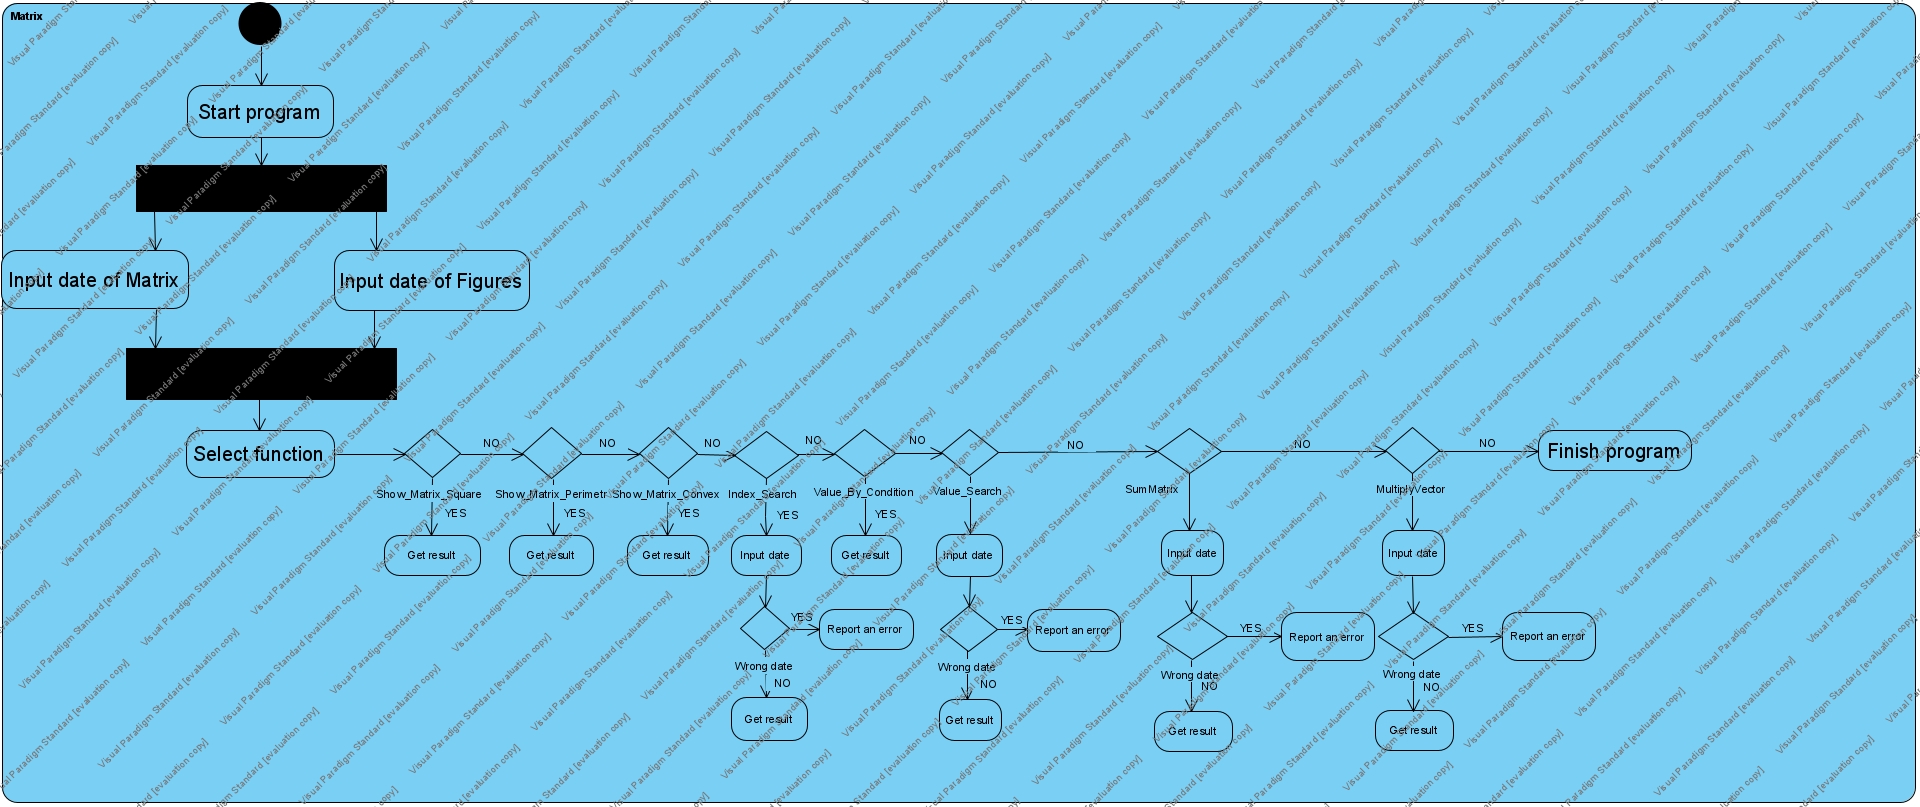 Matrix
Start program
Input date of Matrix
Input date of Figures
Select function
NO
NO
NO
NO
NO
NO
NO
NO
Finish program
Show_Matrix_Square
Show_Matrix_Perimetr
Show_Matrix_Convex
Index_Search
Value_By_Condition
Value_Search
SumMatrix
MultiplyVector
YES
YES
YES
YES
YES
Get result
Get result
Get result
Input date
Get result
Input date
Input date
Input date
YES
Report an error
YES
Report an error
YES
Report an error
YES
Report an error
Wrong date
Wrong date
Wrong date
Wrong date
NO
NO
NO
NO
Get result
Get result
Get result
Get result
Visual Paradigm Standard [evaluation copy]